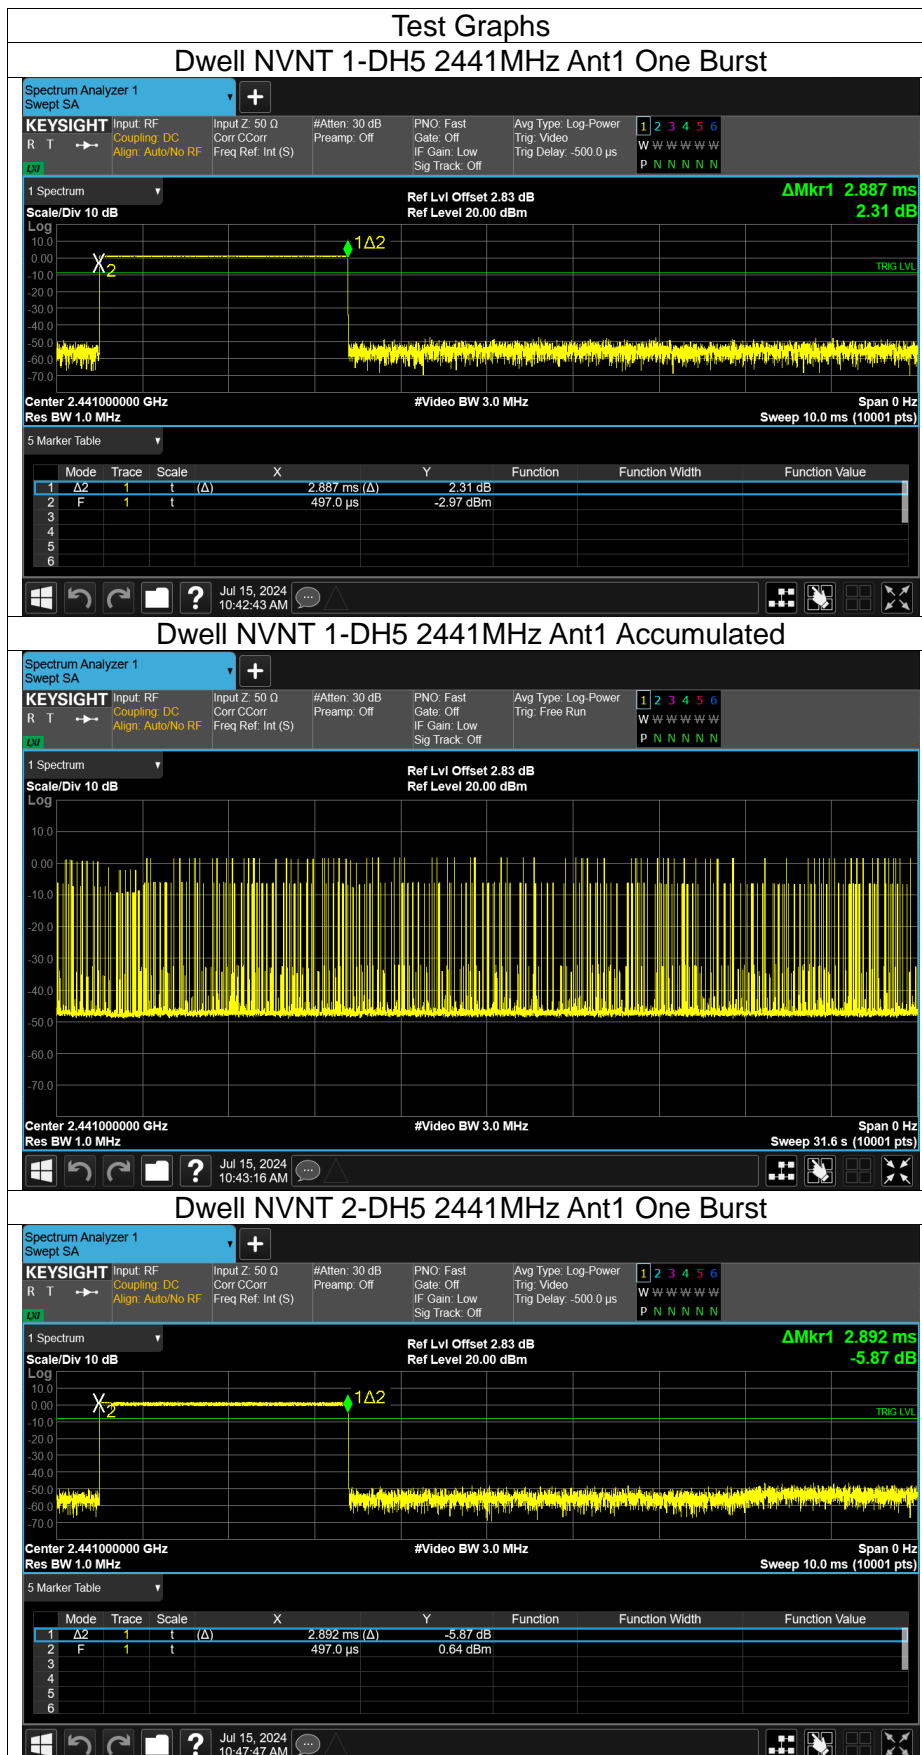 Test Graphs
Dwell NVNT 1-DH5 2441MHz Ant1 One Burst
Spectrum Analyzer 1
Swept SA
+
KEYSIGHT Input: RF Input Z: 50 Ω #Atten: 30 dB PNO: Fast Avg Type: Log-Power 1 2 3 4 5 6
R T Coupling: DC Corr CCorr Preamp: Off Gate: Off Trig: Video W W W W W W
Align: Auto/No RF Freq Ref: Int (S) IF Gain: Low Trig Delay: -500.0 µs
LXI Sig Track: Off P N N N N N
1 Spectrum Ref Lvl Offset 2.83 dB ΔMkr1 2.887 ms
Scale/Div 10 dB Ref Level 20.00 dBm 2.31 dB
Log
10.0 1Δ2
0.00 2 TRIG LVL
-10.0
-20.0
-30.0
-40.0
-50.0
-60.0
-70.0
Center 2.441000000 GHz #Video BW 3.0 MHz Span 0 Hz
Res BW 1.0 MHz Sweep 10.0 ms (10001 pts)
5 Marker Table
Mode Trace Scale X Y Function Function Width Function Value
1 Δ2 1 t (Δ) 2.887 ms (Δ) 2.31 dB
2 F 1 t 497.0 µs -2.97 dBm
3
4
5
6
? Jul 15, 2024
10:42:43 AM
Dwell NVNT 1-DH5 2441MHz Ant1 Accumulated
Spectrum Analyzer 1
Swept SA
+
KEYSIGHT Input: RF Input Z: 50 Ω #Atten: 30 dB PNO: Fast Avg Type: Log-Power 1 2 3 4 5 6
R T Coupling: DC Corr CCorr Preamp: Off Gate: Off Trig: Free Run W W W W W W
Align: Auto/No RF Freq Ref: Int (S) IF Gain: Low
LXI Sig Track: Off P N N N N N
1 Spectrum Ref Lvl Offset 2.83 dB
Scale/Div 10 dB Ref Level 20.00 dBm
Log
10.0
0.00
-10.0
-20.0
-30.0
-40.0
-50.0
-60.0
-70.0
Center 2.441000000 GHz #Video BW 3.0 MHz Span 0 Hz
Res BW 1.0 MHz Sweep 31.6 s (10001 pts)
? Jul 15, 2024
10:43:16 AM
Dwell NVNT 2-DH5 2441MHz Ant1 One Burst
Spectrum Analyzer 1
Swept SA
+
KEYSIGHT Input: RF Input Z: 50 Ω #Atten: 30 dB PNO: Fast Avg Type: Log-Power 1 2 3 4 5 6
R T Coupling: DC Corr CCorr Preamp: Off Gate: Off Trig: Video W W W W W W
Align: Auto/No RF Freq Ref: Int (S) IF Gain: Low Trig Delay: -500.0 µs
LXI Sig Track: Off P N N N N N
1 Spectrum Ref Lvl Offset 2.83 dB ΔMkr1 2.892 ms
Scale/Div 10 dB Ref Level 20.00 dBm -5.87 dB
Log
10.0 1Δ2
0.00 2 TRIG LVL
-10.0
-20.0
-30.0
-40.0
-50.0
-60.0
-70.0
Center 2.441000000 GHz #Video BW 3.0 MHz Span 0 Hz
Res BW 1.0 MHz Sweep 10.0 ms (10001 pts)
5 Marker Table
Mode Trace Scale X Y Function Function Width Function Value
1 Δ2 1 t (Δ) 2.892 ms (Δ) -5.87 dB
2 F 1 t 497.0 µs 0.64 dBm
3
4
5
6
? Jul 15, 2024
10:47:47 AM